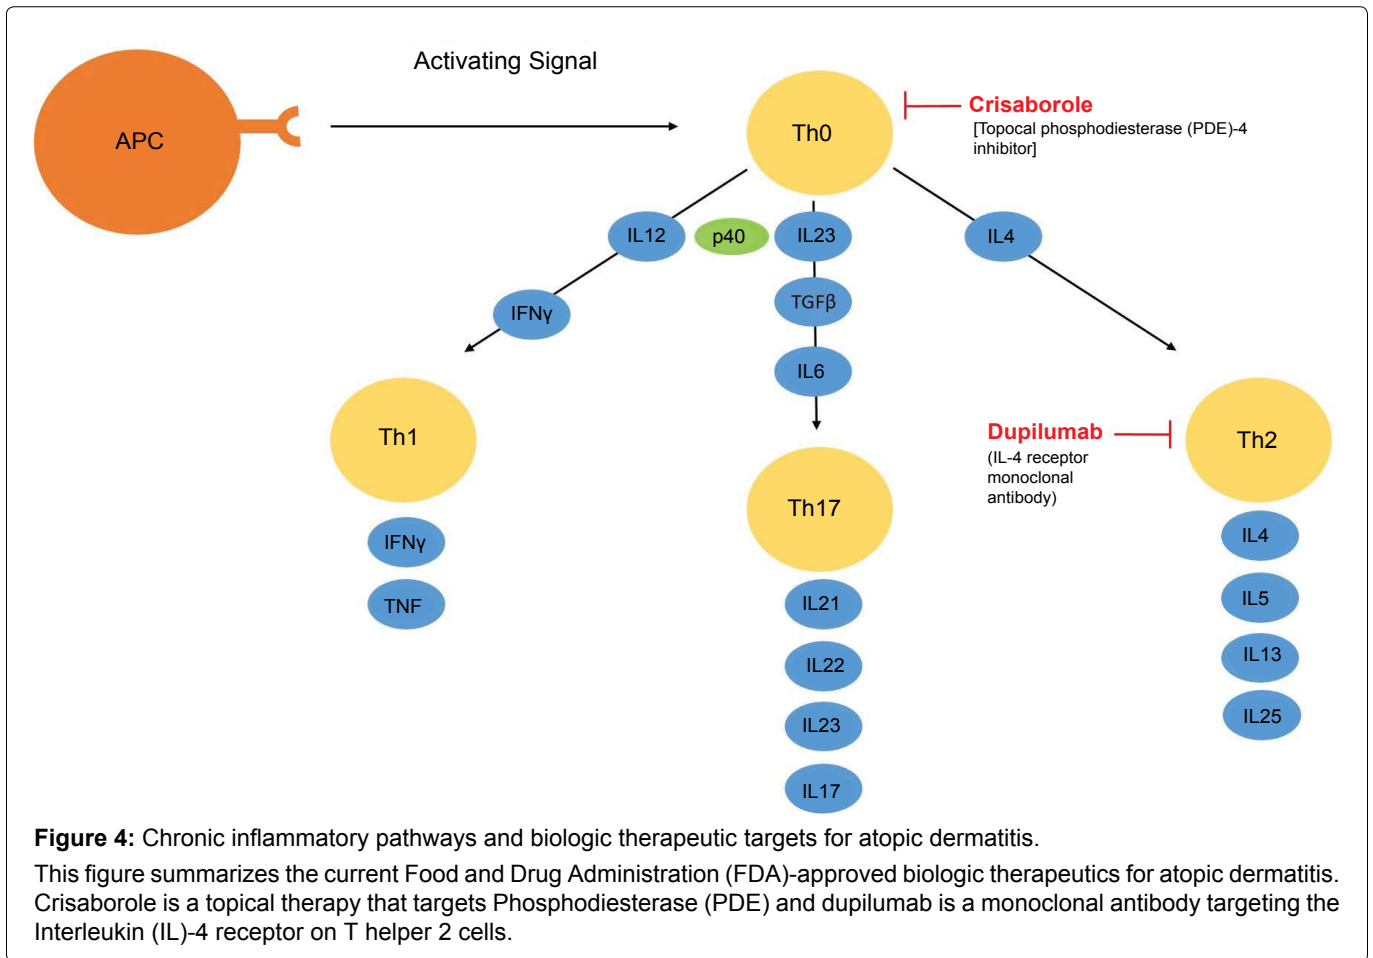 Activating Signal
APC
Th0
Crisaborole
[Topocal phosphodiesterase (PDE)-4
inhibitor]
IL12
p40
IL23
IL4
IFNγ
TGFβ
IL6
Th1
Dupilumab
(IL-4 receptor
monoclonal
antibody)
Th2
Th17
IFNγ
TNF
IL21
IL22
IL23
IL17
IL4
IL5
IL13
IL25
Figure 4: Chronic inflammatory pathways and biologic therapeutic targets for atopic dermatitis.
This figure summarizes the current Food and Drug Administration (FDA)-approved biologic therapeutics for atopic dermatitis.
Crisaborole is a topical therapy that targets Phosphodiesterase (PDE) and dupilumab is a monoclonal antibody targeting the
Interleukin (IL)-4 receptor on T helper 2 cells.